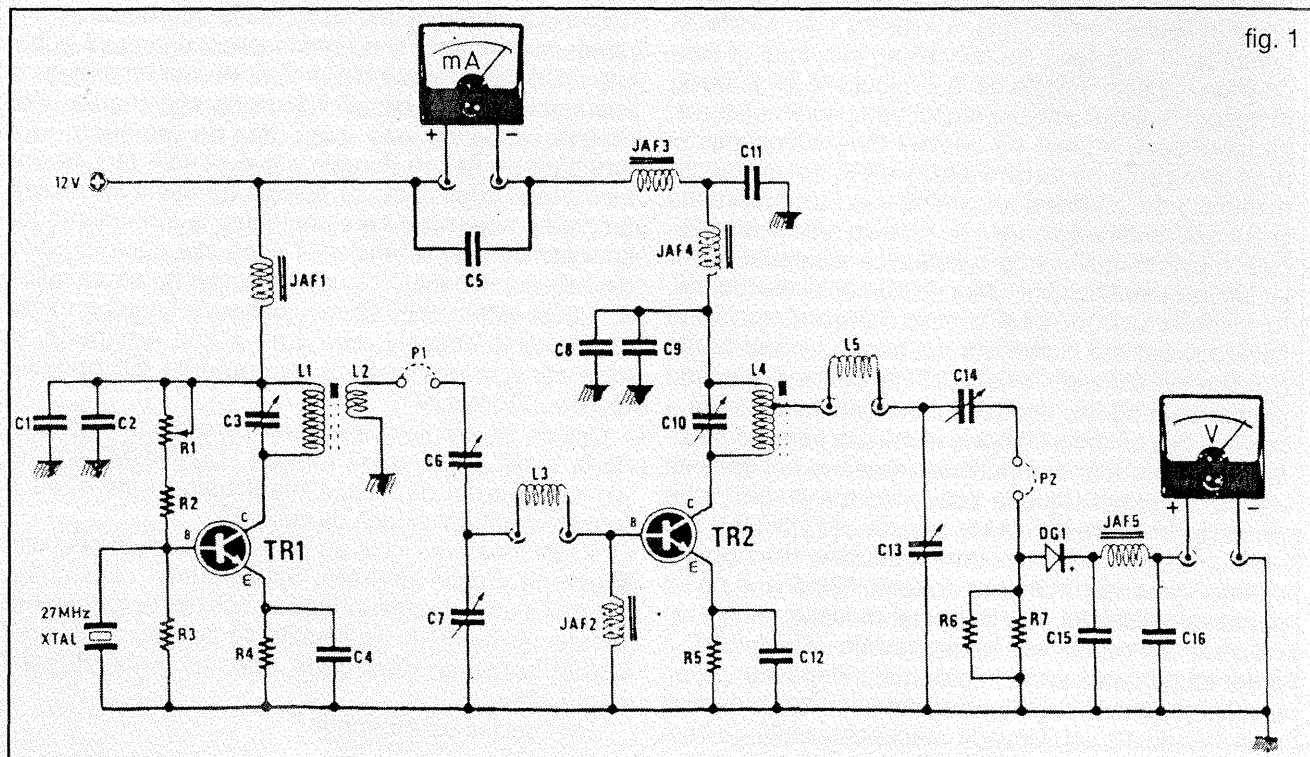 fig. 1
mA
+ −
12V
JAF3
C11
JAF1
C5
JAF4
C8 C9
L1 L2 P1
L4 L5 C14
C1 C2 R1 C3
C6
C10
P2
V
+ −
R2
L3
B C E TR1
B C E TR2
C13
DG1 JAF5
27MHz
XTAL
R3 R4 C4
C7
JAF2
R5 C12
R6 R7 C15 C16